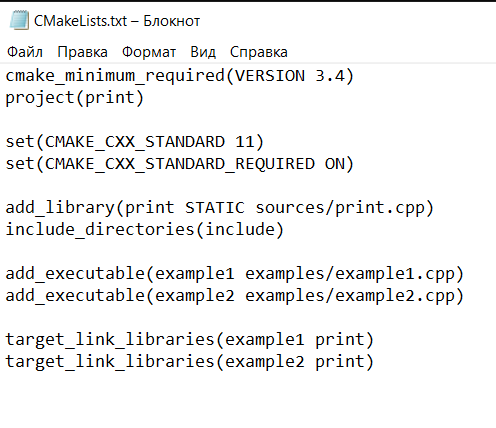 CMakeLists.txt – Блокнот
Файл Правка Формат Вид Справка
cmake_minimum_required(VERSION 3.4)
project(print)
set(CMAKE_CXX_STANDARD 11)
set(CMAKE_CXX_STANDARD_REQUIRED ON)
add_library(print STATIC sources/print.cpp)
include_directories(include)
add_executable(example1 examples/example1.cpp)
add_executable(example2 examples/example2.cpp)
target_link_libraries(example1 print)
target_link_libraries(example2 print)